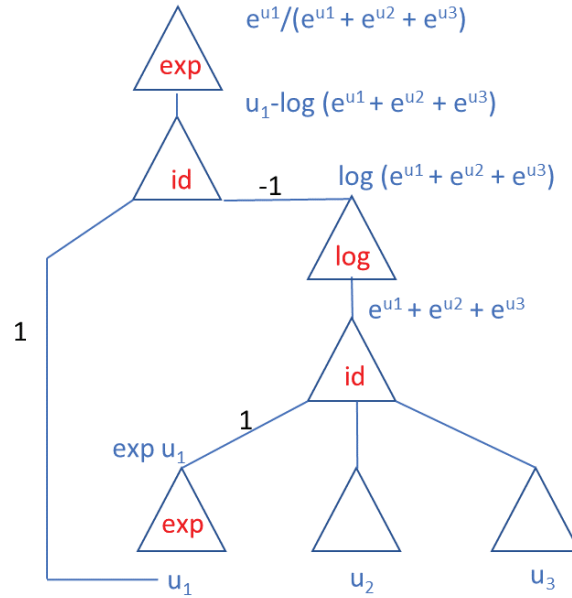 e^{u1}/(e^{u1} + e^{u2} + e^{u3})
exp
u₁-log (e^{u1} + e^{u2} + e^{u3})
id
-1
log (e^{u1} + e^{u2} + e^{u3})
log
e^{u1} + e^{u2} + e^{u3}
1
id
1
exp u₁
exp
u₁
u₂
u₃